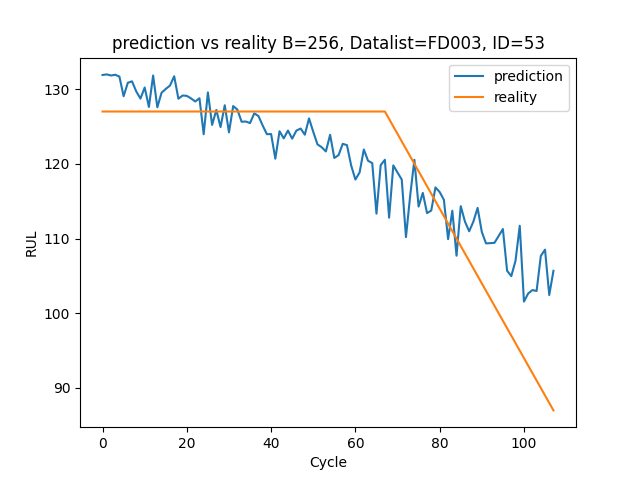 prediction vs reality B=256, Datalist=FD003, ID=53
prediction
reality
130
120
110
100
90
RUL
0 20 40 60 80 100
Cycle